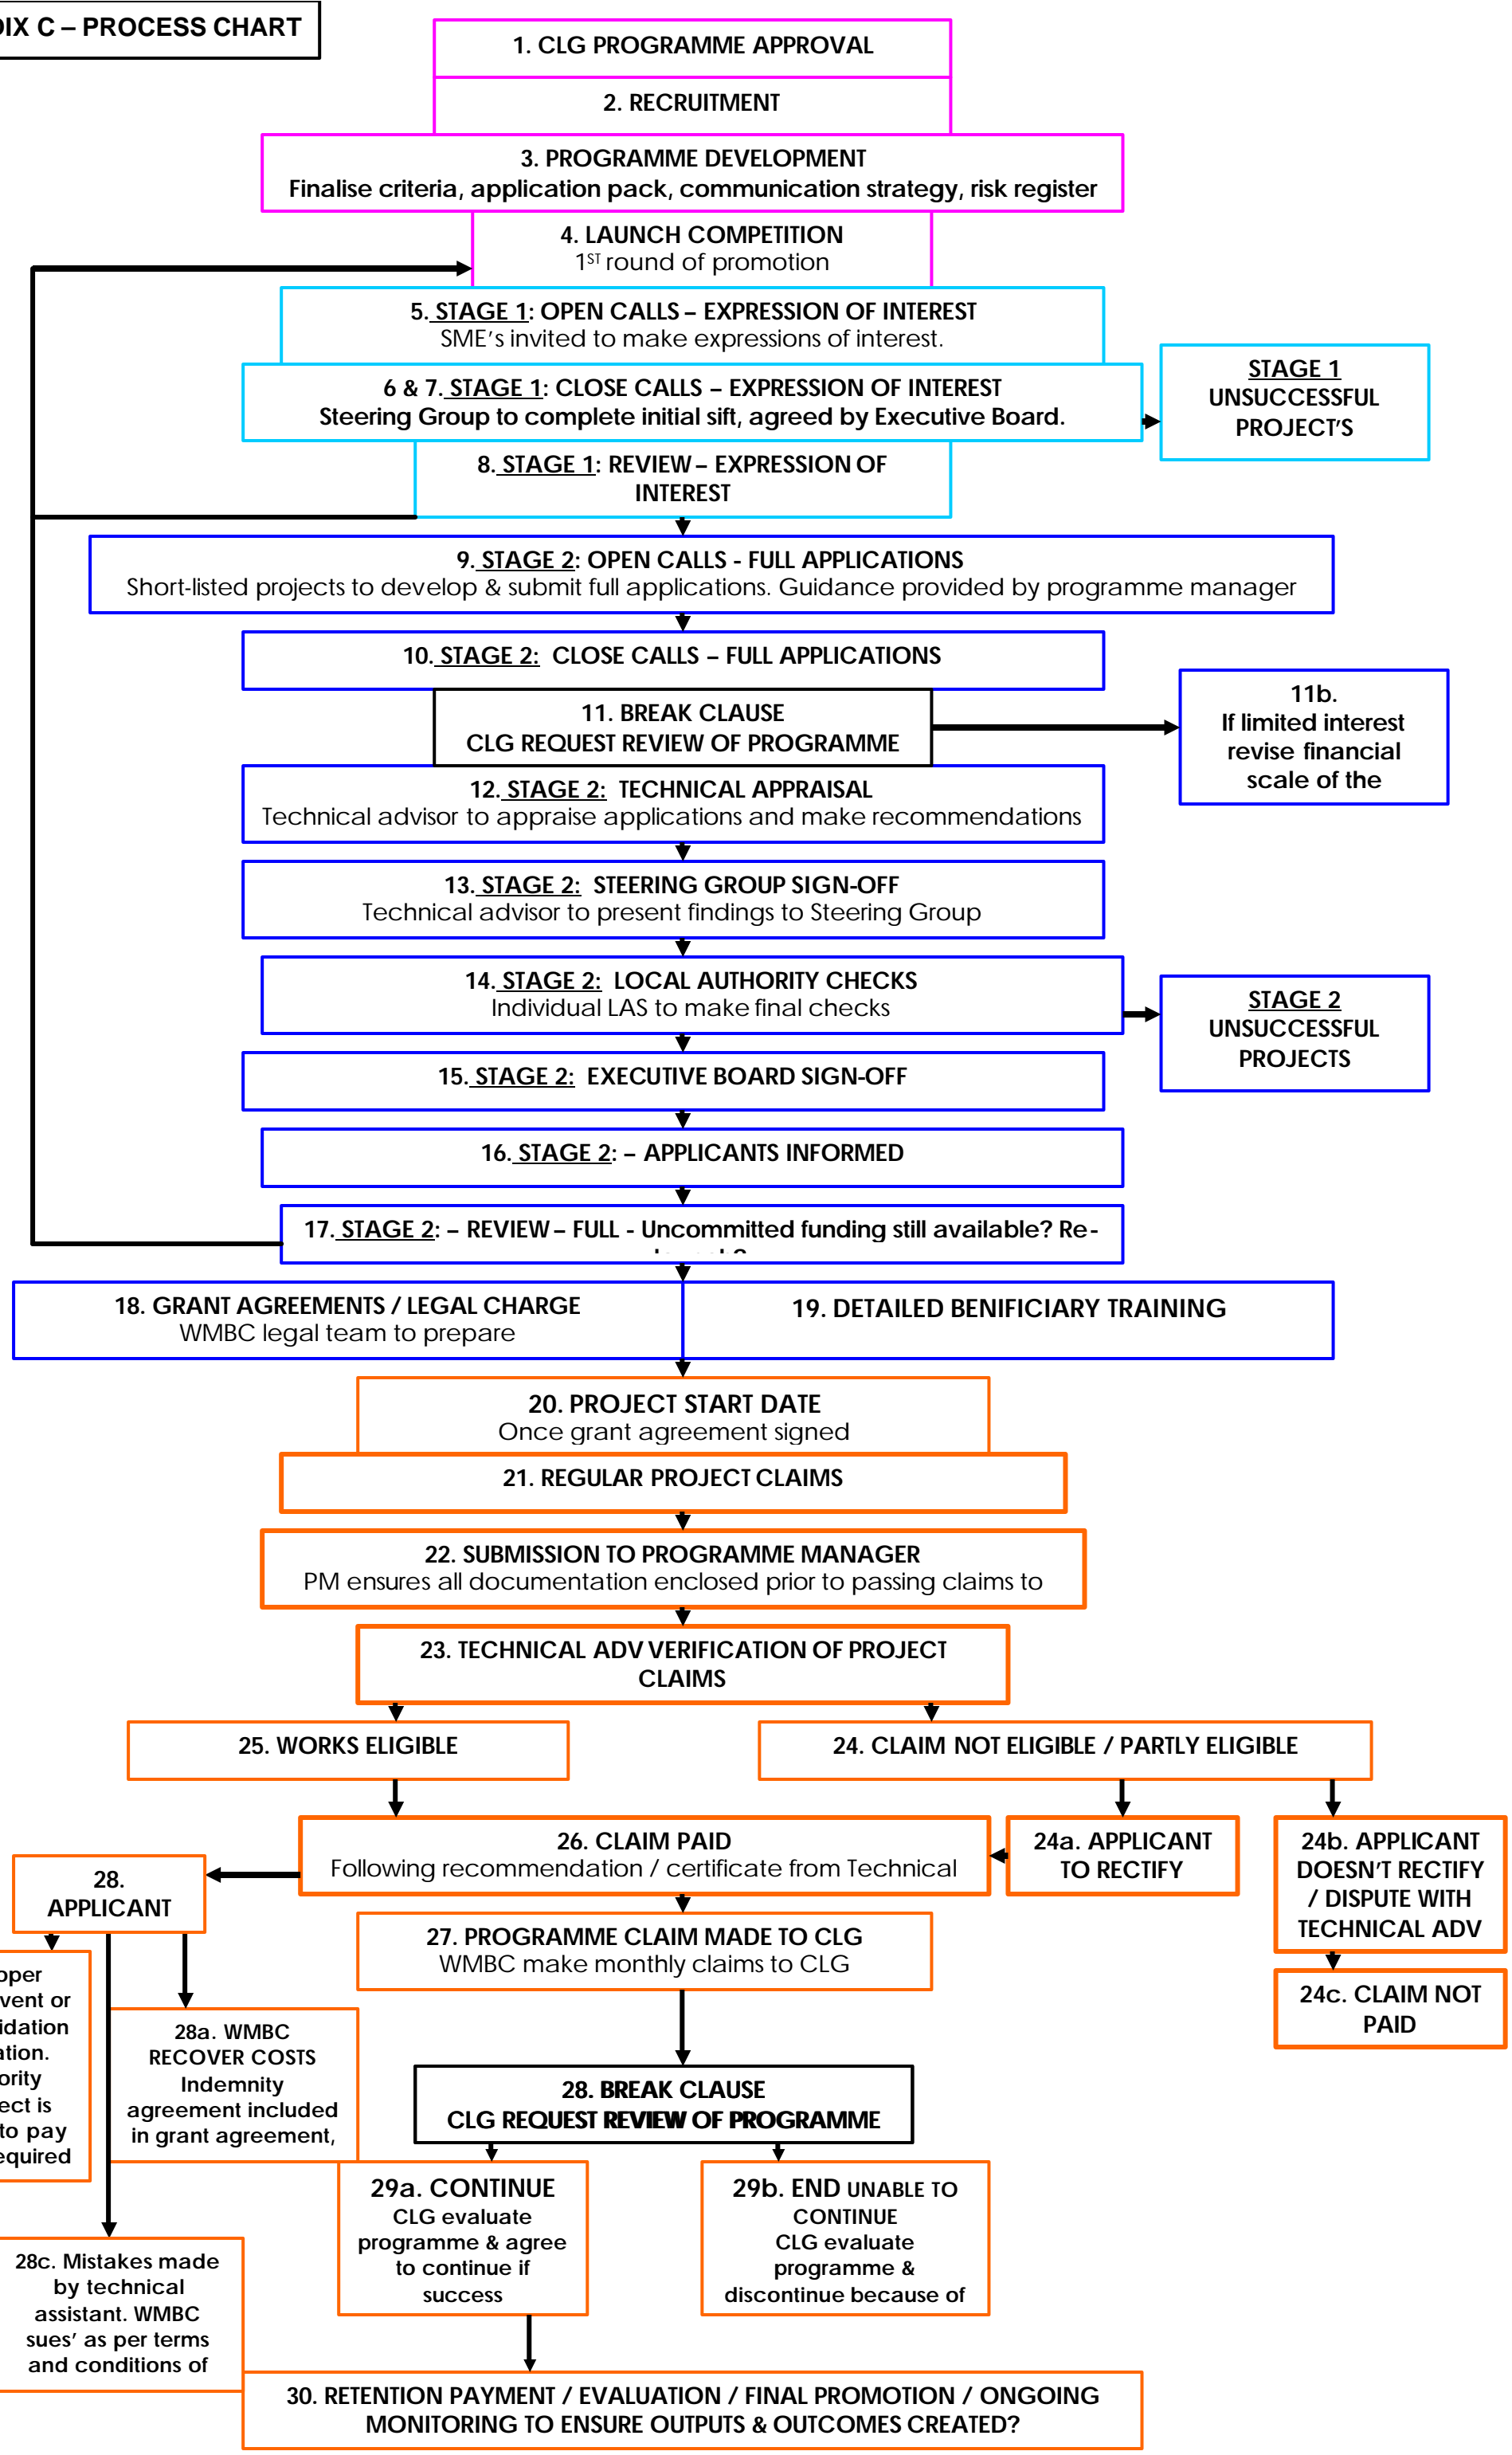 IX C – PROCESS CHART
1. CLG PROGRAMME APPROVAL
2. RECRUITMENT
3. PROGRAMME DEVELOPMENT
Finalise criteria, application pack, communication strategy, risk register
4. LAUNCH COMPETITION
1ST round of promotion
5. STAGE 1: OPEN CALLS – EXPRESSION OF INTEREST
SME's invited to make expressions of interest.
6 & 7. STAGE 1: CLOSE CALLS – EXPRESSION OF INTEREST
Steering Group to complete initial sift, agreed by Executive Board.
STAGE 1
UNSUCCESSFUL
PROJECT'S
8. STAGE 1: REVIEW – EXPRESSION OF
INTEREST
9. STAGE 2: OPEN CALLS - FULL APPLICATIONS
Short-listed projects to develop & submit full applications. Guidance provided by programme manager
10. STAGE 2: CLOSE CALLS – FULL APPLICATIONS
11. BREAK CLAUSE
CLG REQUEST REVIEW OF PROGRAMME
11b.
If limited interest
revise financial
scale of the
12. STAGE 2: TECHNICAL APPRAISAL
Technical advisor to appraise applications and make recommendations
13. STAGE 2: STEERING GROUP SIGN-OFF
Technical advisor to present findings to Steering Group
14. STAGE 2: LOCAL AUTHORITY CHECKS
Individual LAS to make final checks
STAGE 2
UNSUCCESSFUL
PROJECTS
15. STAGE 2: EXECUTIVE BOARD SIGN-OFF
16. STAGE 2: – APPLICANTS INFORMED
17. STAGE 2: – REVIEW – FULL - Uncommitted funding still available? Re-
18. GRANT AGREEMENTS / LEGAL CHARGE
WMBC legal team to prepare
19. DETAILED BENIFICIARY TRAINING
20. PROJECT START DATE
Once grant agreement signed
21. REGULAR PROJECT CLAIMS
22. SUBMISSION TO PROGRAMME MANAGER
PM ensures all documentation enclosed prior to passing claims to
23. TECHNICAL ADV VERIFICATION OF PROJECT
CLAIMS
25. WORKS ELIGIBLE
24. CLAIM NOT ELIGIBLE / PARTLY ELIGIBLE
26. CLAIM PAID
Following recommendation / certificate from Technical
24a. APPLICANT
TO RECTIFY
24b. APPLICANT
DOESN'T RECTIFY
/ DISPUTE WITH
TECHNICAL ADV
28.
APPLICANT
27. PROGRAMME CLAIM MADE TO CLG
WMBC make monthly claims to CLG
24c. CLAIM NOT
PAID
oper
vent or
idation
ation.
ority
ect is
to pay
equired
28a. WMBC
RECOVER COSTS
Indemnity
agreement included
in grant agreement,
28. BREAK CLAUSE
CLG REQUEST REVIEW OF PROGRAMME
29a. CONTINUE
CLG evaluate
programme & agree
to continue if
success
29b. END UNABLE TO
CONTINUE
CLG evaluate
programme &
discontinue because of
28c. Mistakes made
by technical
assistant. WMBC
sues' as per terms
and conditions of
30. RETENTION PAYMENT / EVALUATION / FINAL PROMOTION / ONGOING
MONITORING TO ENSURE OUTPUTS & OUTCOMES CREATED?